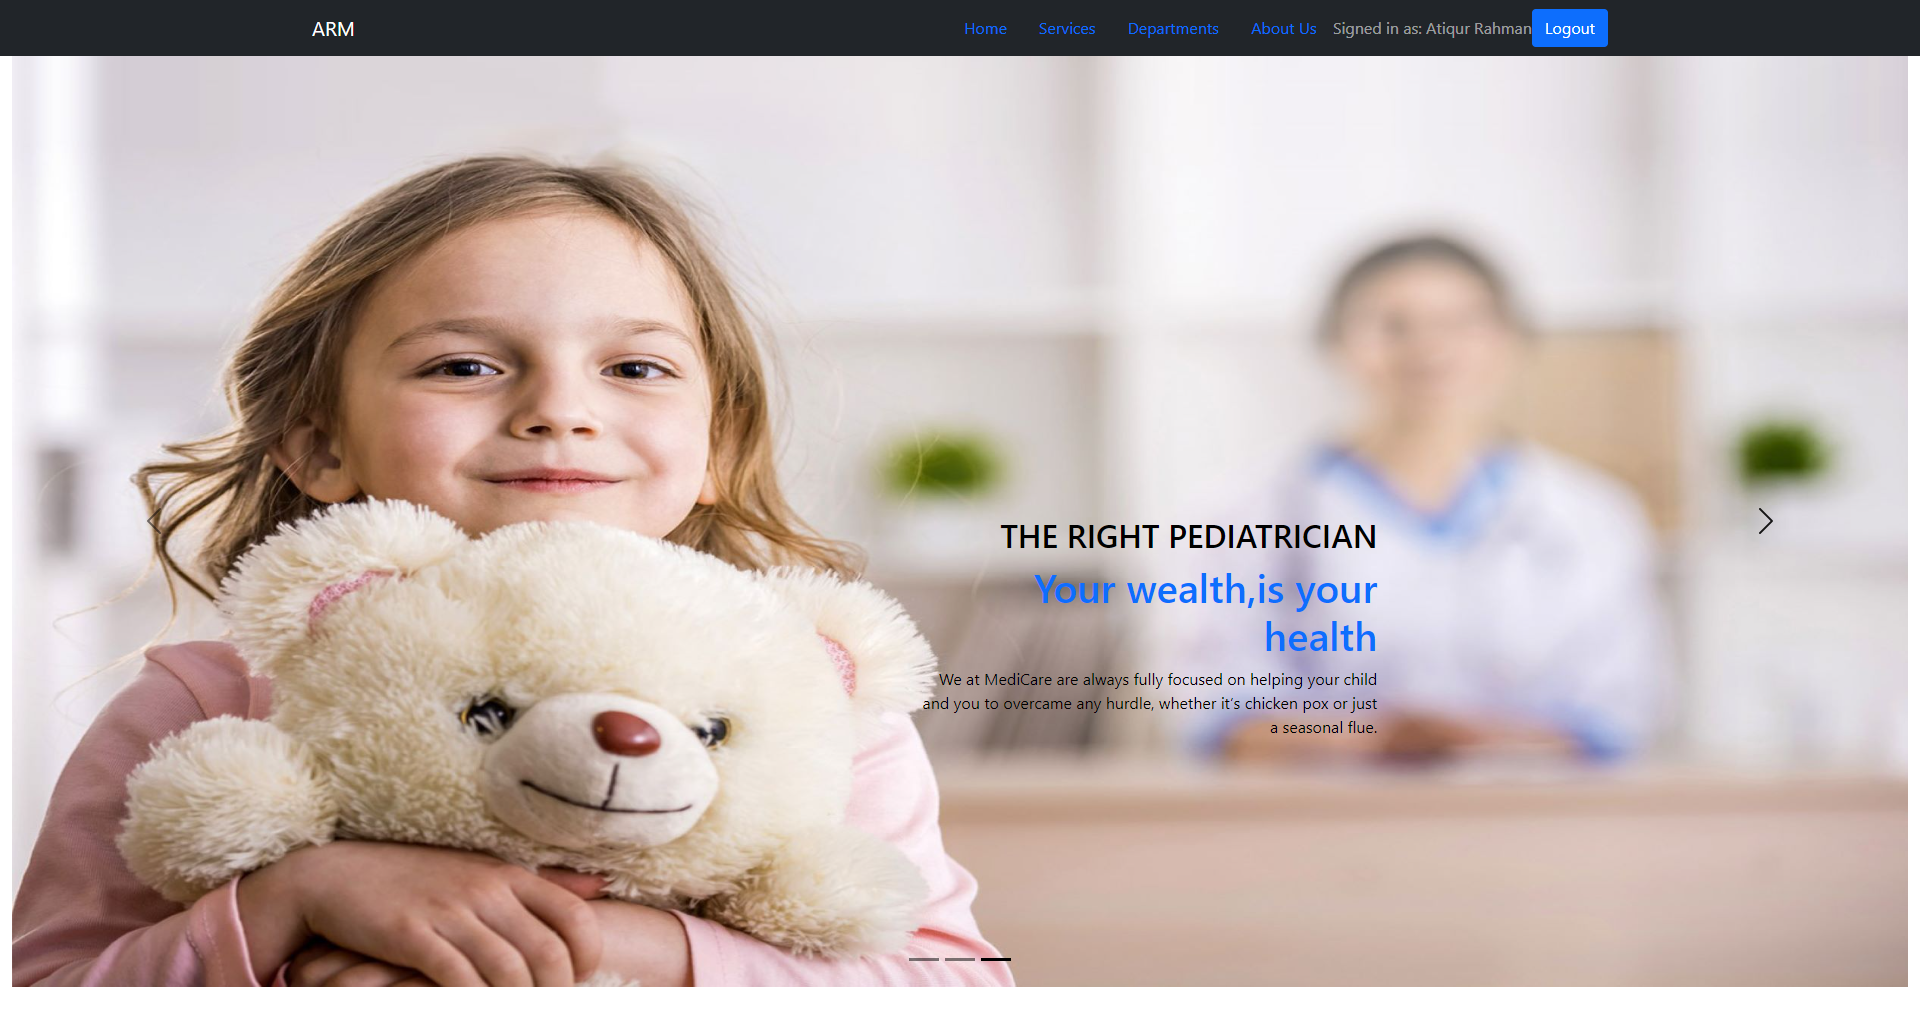 ARM
Home Services Departments About Us Signed in as: Atiqur Rahman Logout
THE RIGHT PEDIATRICIAN
Your wealth,is your
health
We at MediCare are always fully focused on helping your child
and you to overcame any hurdle, whether it's chicken pox or just
a seasonal flue.